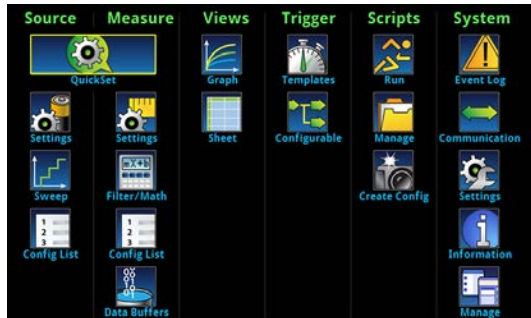 Source Measure Views Trigger Scripts System
QuickSet Graph Templates Run Event Log
Settings Settings Sheet Configurable Manage Communication
Sweep Filter/Math Create Config Settings
Config List Config List Information
Data Buffers Manage